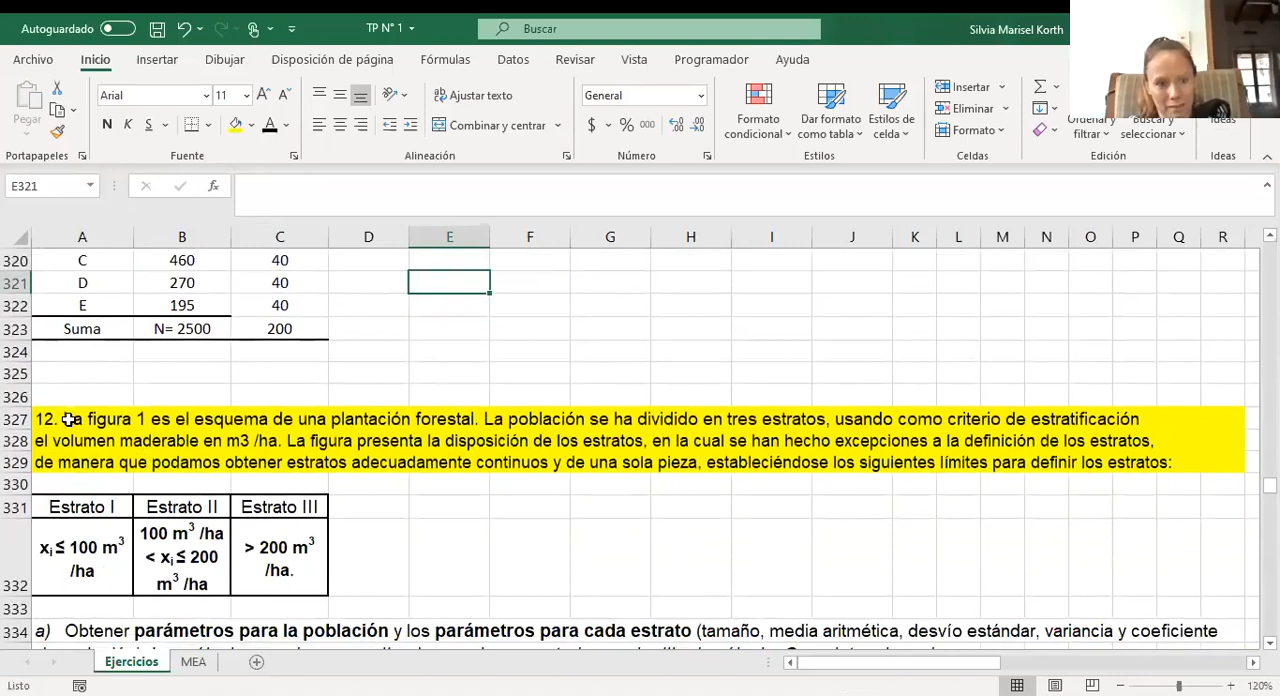 Autoguardado
TP N° 1
Buscar
Silvia Marisel Korth
Archivo Inicio Insertar Dibujar Disposición de página Fórmulas Datos Revisar Vista Programador Ayuda
Pegar
Arial 11
N K S
Ajustar texto
Combinar y centrar
General
$ % 000
Formato condicional
Dar formato como tabla
Estilos de celda
Insertar
Eliminar
Formato
Ordenar y filtrar
Buscar y seleccionar
Ideas
Portapapeles Fuente Alineación Número Estilos Celdas Edición Ideas
E321
fx
A B C D E F G H I J K L M N O P Q R
320 C 460 40
321 D 270 40
322 E 195 40
323 Suma N= 2500 200
324
325
326
327 12. La figura 1 es el esquema de una plantación forestal. La población se ha dividido en tres estratos, usando como criterio de estratificación
328 el volumen maderable en m3 /ha. La figura presenta la disposición de los estratos, en la cual se han hecho excepciones a la definición de los estratos,
329 de manera que podamos obtener estratos adecuadamente continuos y de una sola pieza, estableciéndose los siguientes límites para definir los estratos:
330
331 Estrato I Estrato II Estrato III
332
xi ≤ 100 m³ /ha
100 m³ /ha < xi ≤ 200 m³ /ha
> 200 m³ /ha.
333
334 a) Obtener parámetros para la población y los parámetros para cada estrato (tamaño, media aritmética, desvío estándar, variancia y coeficiente
Ejercicios MEA
Listo
120%